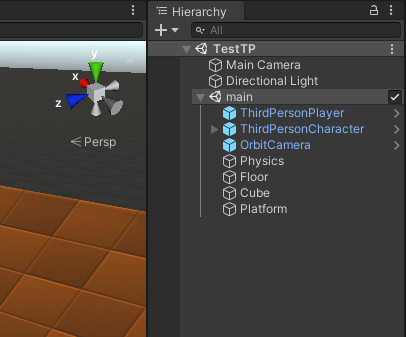 Hierarchy
All
TestTP
Main Camera
Directional Light
main
ThirdPersonPlayer
ThirdPersonCharacter
OrbitCamera
Physics
Floor
Cube
Platform
y
x
z
Persp